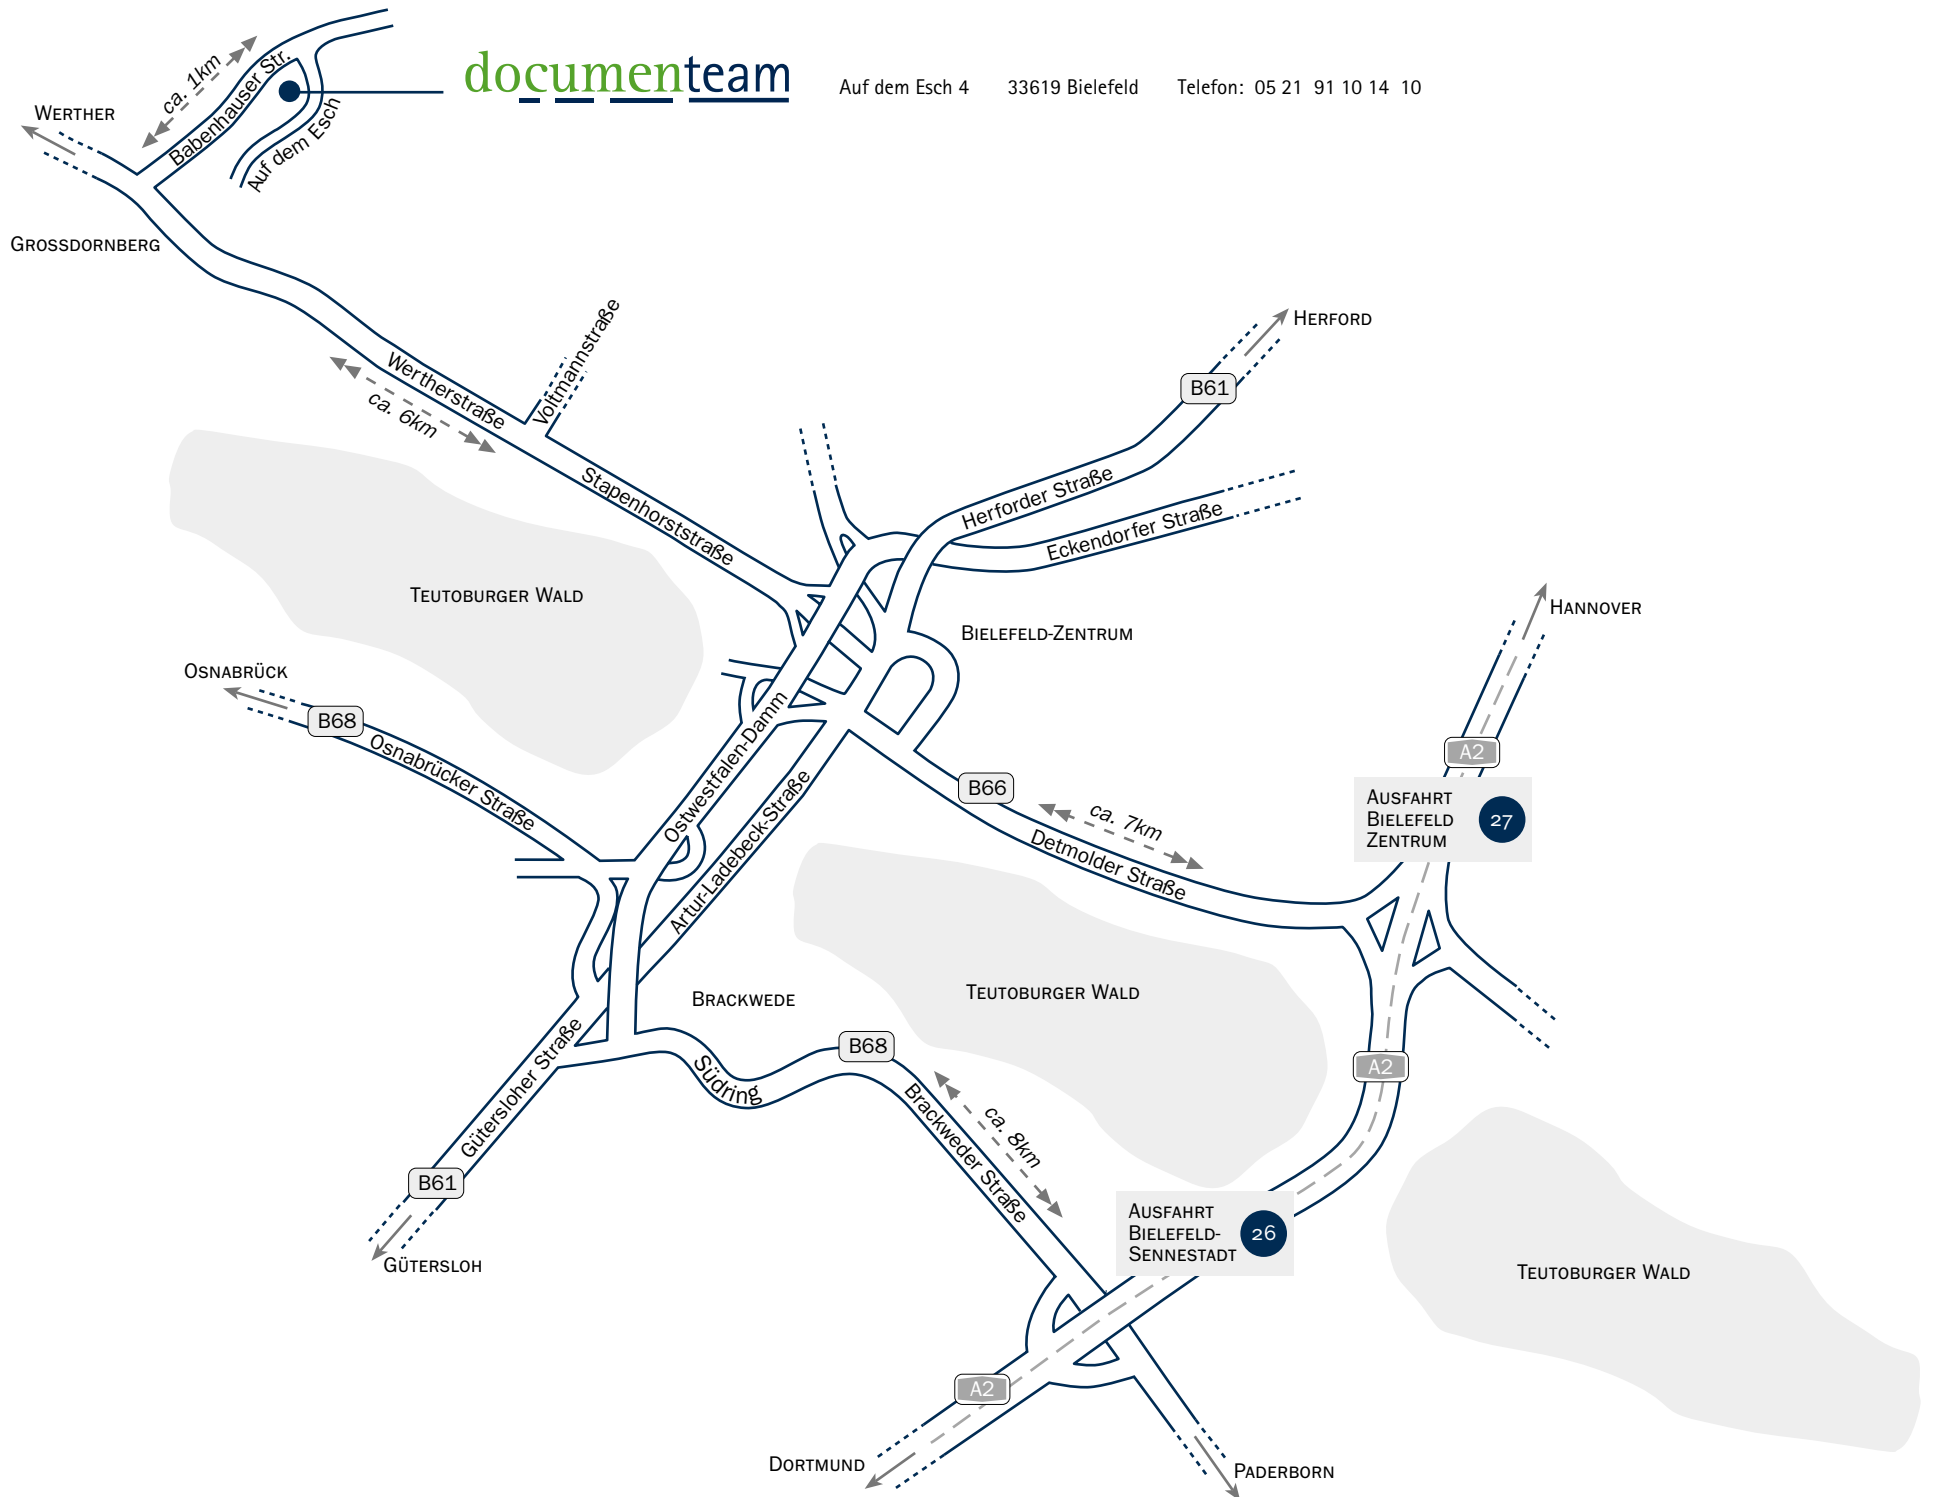 documenteam
Auf dem Esch 4 33619 Bielefeld Telefon: 05 21 91 10 14 10
ca. 1km
Babenhauser Str.
Auf dem Esch
WERTHER
GROSSDORNBERG
Wertherstraße
ca. 6km
Voltmannstraße
Stapenhorststraße
HERFORD
B61
Herforder Straße
Eckendorfer Straße
TEUTOBURGER WALD
BIELEFELD-ZENTRUM
HANNOVER
OSNABRÜCK
B68
Osnabrücker Straße
Ostwestfalen-Damm
Artur-Ladebeck-Straße
B66
ca. 7km
Detmolder Straße
A2
AUSFAHRT
BIELEFELD
ZENTRUM
27
BRACKWEDE
TEUTOBURGER WALD
Gütersloher Straße
Südring
B68
A2
Brackweder Straße
ca. 8km
B61
GÜTERSLOH
AUSFAHRT
BIELEFELD-
SENNESTADT
26
TEUTOBURGER WALD
A2
DORTMUND
PADERBORN